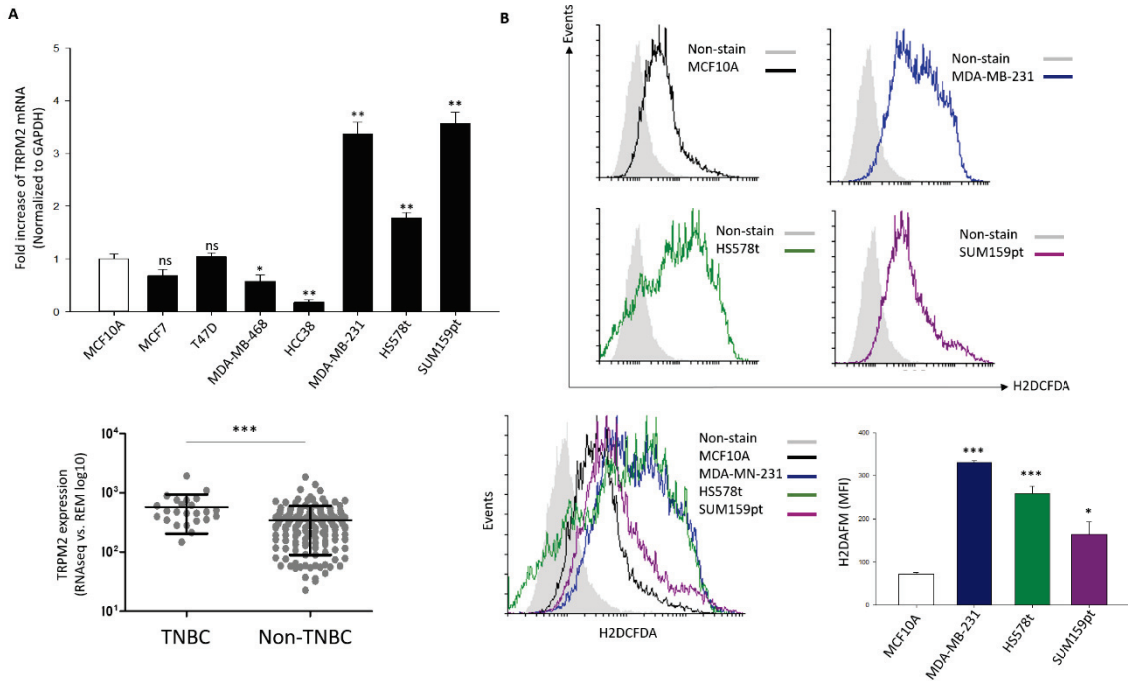 A
Fold increase of TRPM2 mRNA
(Normalized to GAPDH)
5
4
3
2
1
0
ns
ns
*
**
**
**
**
MCF10A
MCF7
T47D
MDA-MB-468
HCC38
MDA-MB-231
HS578t
SUM159pt
TRPM2 expression
(RNAseq vs. REM log10)
10⁴
10³
10²
10¹
***
TNBC
Non-TNBC
B
Events
Non-stain
MCF10A
Non-stain
MDA-MB-231
Non-stain
HS578t
Non-stain
SUM159pt
H2DCFDA
Events
Non-stain
MCF10A
MDA-MN-231
HS578t
SUM159pt
H2DCFDA
H2DAFM (MFI)
400
300
200
100
0
***
***
*
MCF10A
MDA-MB-231
HS578t
SUM159pt